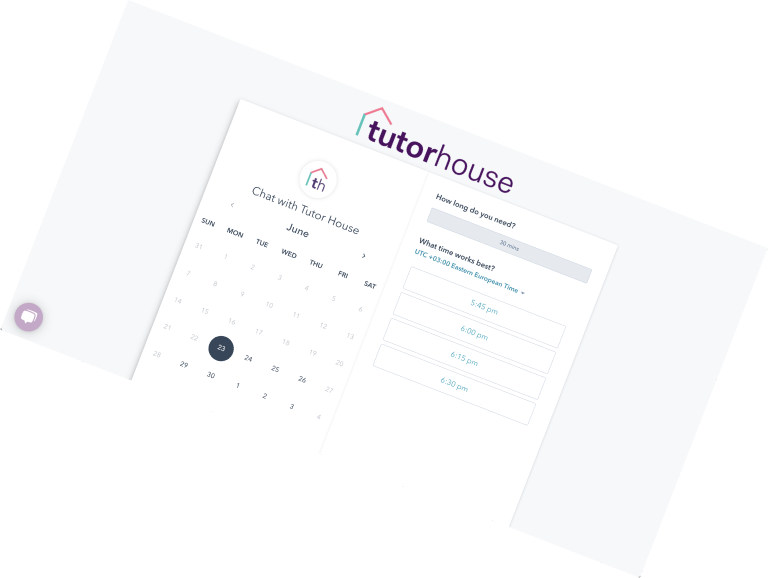 tutorhouse
th
Chat with Tutor House
June
SUN MON TUE WED THU FRI SAT
31 1 2 3 4 5 6
7 8 9 10 11 12 13
14 15 16 17 18 19 20
21 22 23 24 25 26 27
28 29 30 1 2 3 4
How long do you need?
30 mins
What time works best?
UTC +03:00 Eastern European Time
5:45 pm
6:00 pm
6:15 pm
6:30 pm